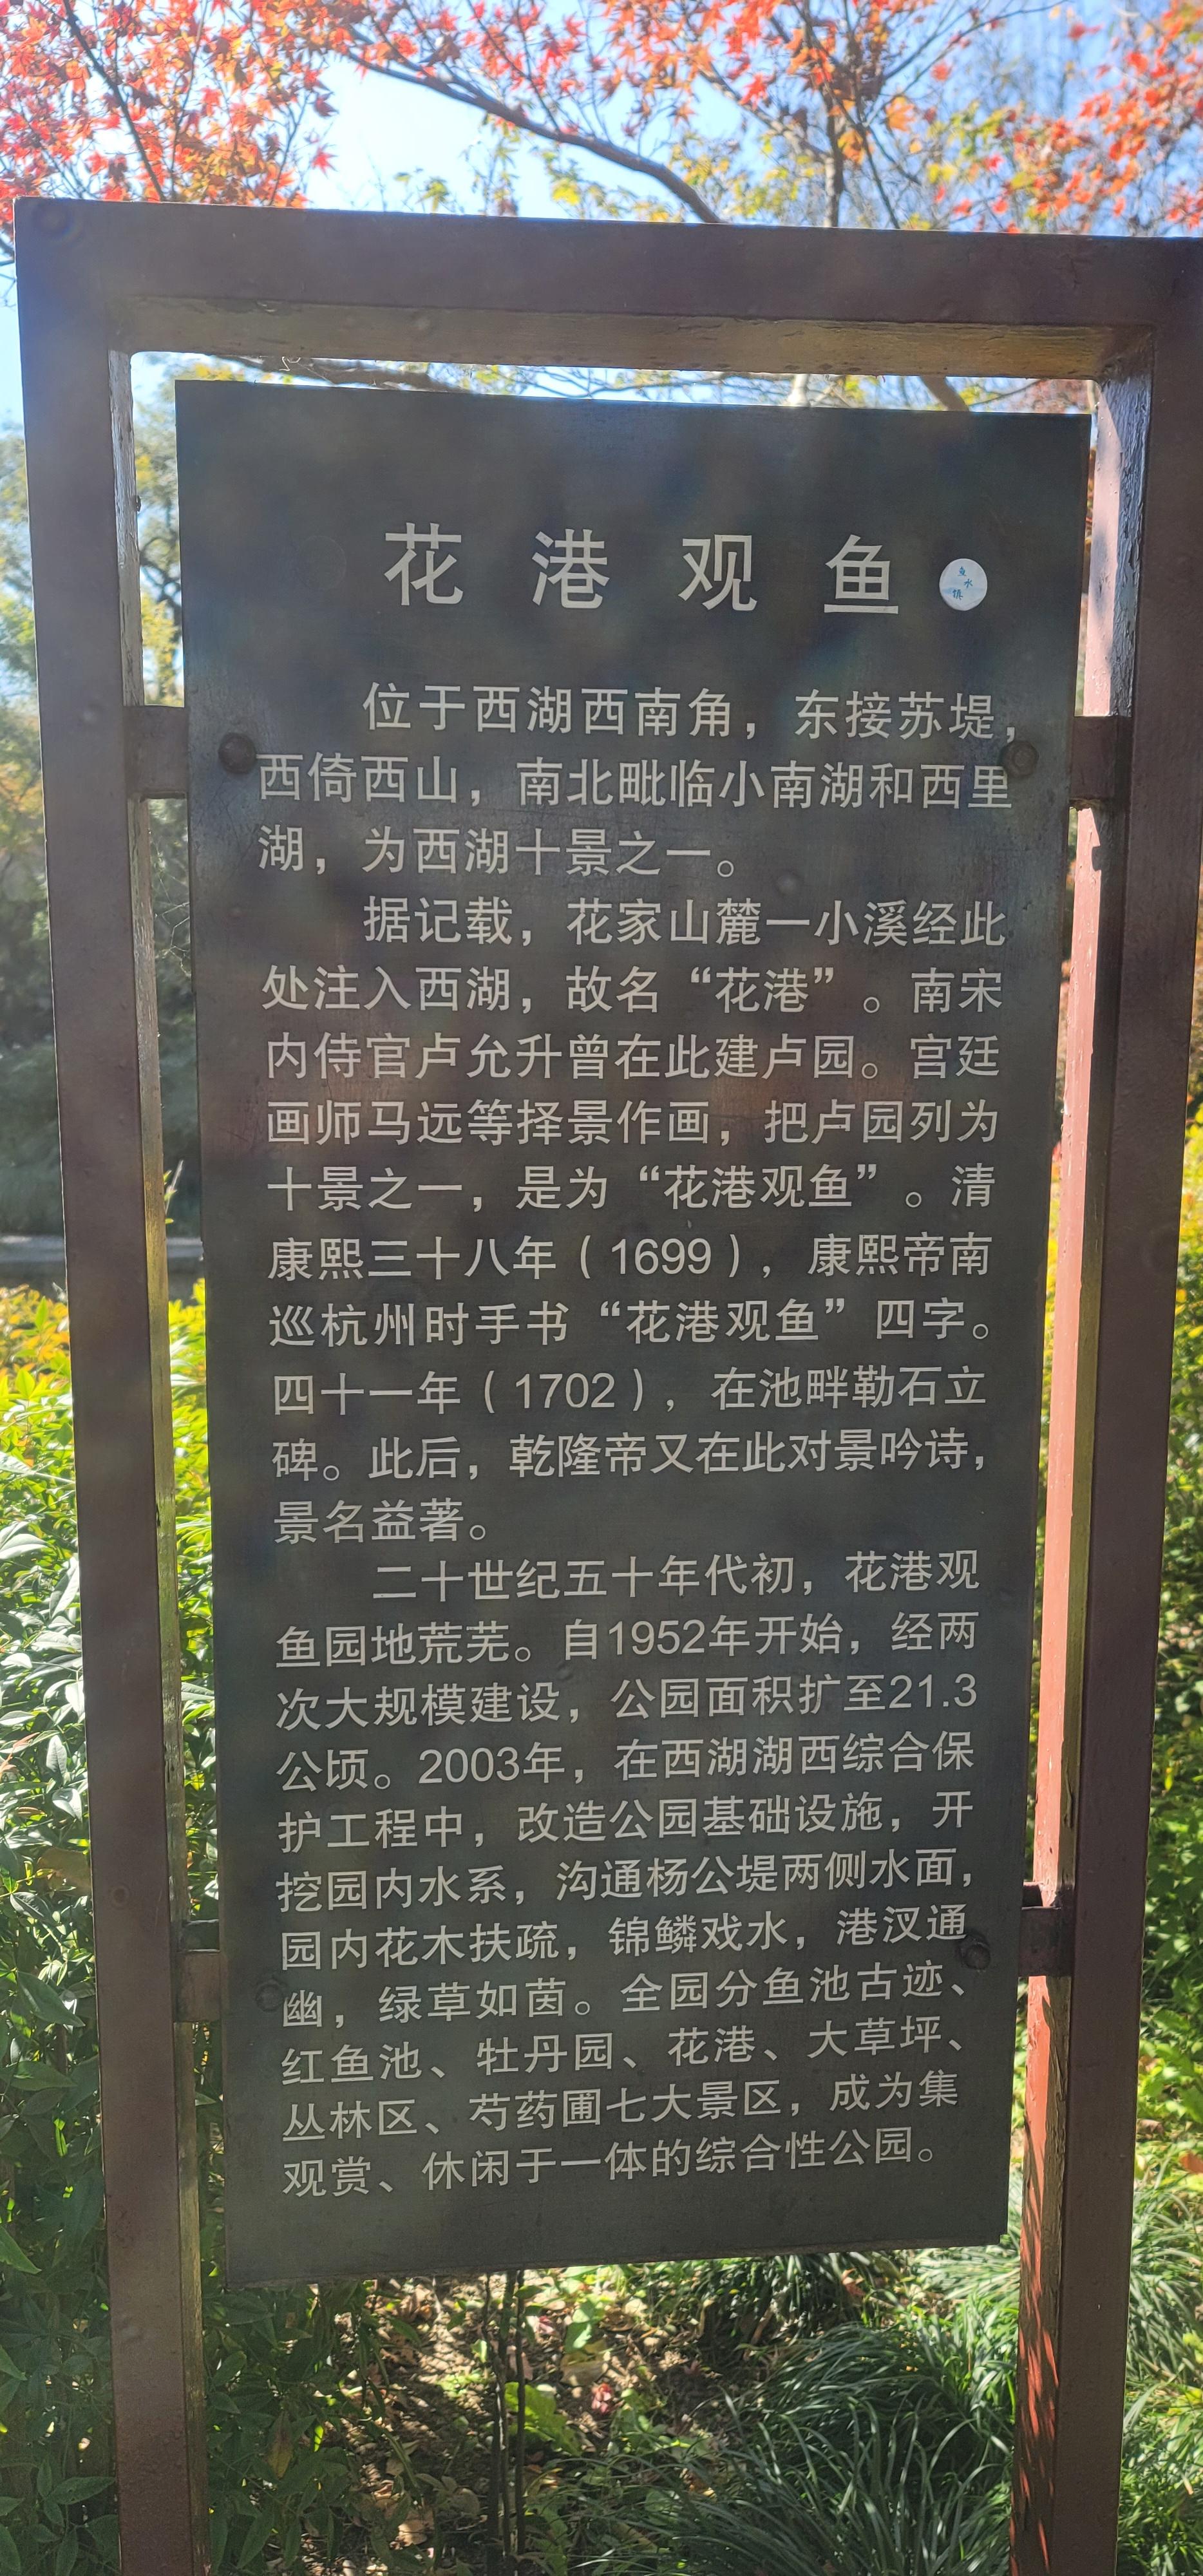 花港观鱼
鱼
水
位于西湖西南角，东接苏堤，
西倚西山，南北毗临小南湖和西里
湖，为西湖十景之一。
据记载，花家山麓一小溪经此
处注入西湖，故名“花港”。南宋
内侍官卢允升曾在此建卢园。宫廷
画师马远等择景作画，把卢园列为
十景之一，是为“花港观鱼”。清
康熙三十八年（1699），康熙帝南
巡杭州时手书“花港观鱼”四字。
四十一年（1702），在池畔勒石立
碑。此后，乾隆帝又在此对景吟诗，
景名益著。
二十世纪五十年代初，花港观
鱼园地荒芜。自1952年开始，经两
次大规模建设，公园面积扩至21.3
公顷。2003年，在西湖湖西综合保
护工程中，改造公园基础设施，开
挖园内水系，沟通杨公堤两侧水面，
园内花木扶疏，锦鳞戏水，港汊通
幽，绿草如茵。全园分鱼池古迹、
红鱼池、牡丹园、花港、大草坪、
丛林区、芍药圃七大景区，成为集
观赏、休闲于一体的综合性公园。